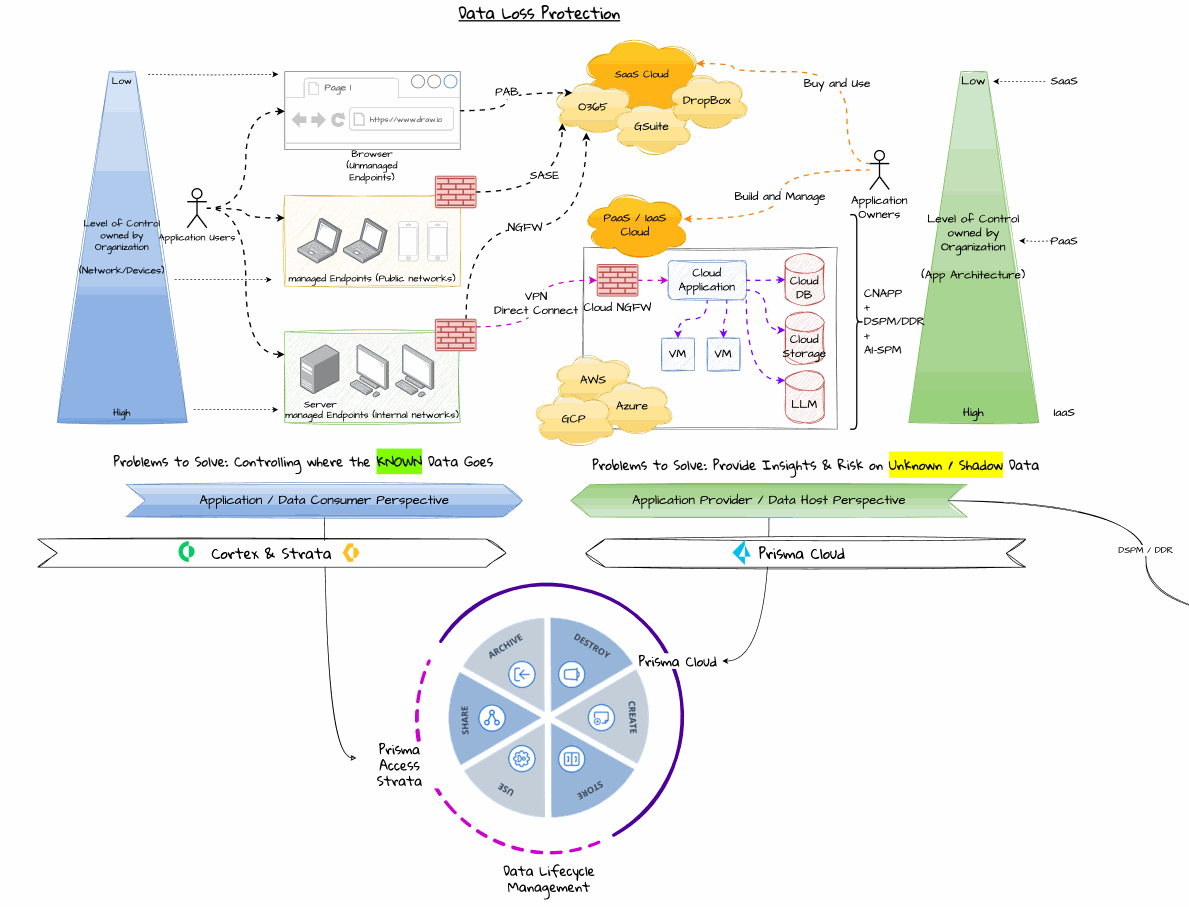 Data Loss Protection
Low
Level of Control
owned by
Organization
(Network/Devices)
High
Application Users
Page 1
https://www.draw.io
Browser
(Unmanaged
Endpoints)
managed Endpoints (Public networks)
Server
managed Endpoints (Internal networks)
PAB
SASE
NGFW
VPN
Direct Connect
SaaS Cloud
O365
DropBox
GSuite
Buy and Use
Build and Manage
Application
Owners
PaaS / IaaS
Cloud
Cloud NGFW
Cloud
Application
VM
VM
Cloud
DB
Cloud
Storage
LLM
AWS
Azure
GCP
CNAPP
+
DSPM/DDR
+
AI-SPM
Low
Level of Control
owned by
Organization
(App Architecture)
High
SaaS
PaaS
IaaS
Problems to Solve: Controlling where the KNOWN Data Goes
Problems to Solve: Provide Insights & Risk on Unknown / Shadow Data
Application / Data Consumer Perspective
Application Provider / Data Host Perspective
Cortex & Strata
Prisma Cloud
DSPM / DDR
ARCHIVE
DESTROY
SHARE
CREATE
USE
STORE
Prisma Cloud
Prisma
Access
Strata
Data Lifecycle
Management